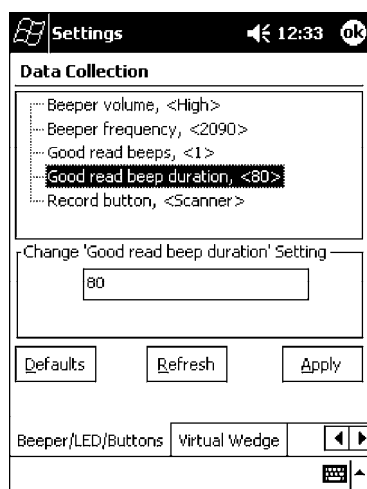 Settings 12:33 ok
Data Collection
Beeper volume, <High>
Beeper frequency, <2090>
Good read beeps, <1>
Good read beep duration, <80>
Record button, <Scanner>
Change 'Good read beep duration' Setting
80
Defaults Refresh Apply
Beeper/LED/Buttons Virtual Wedge